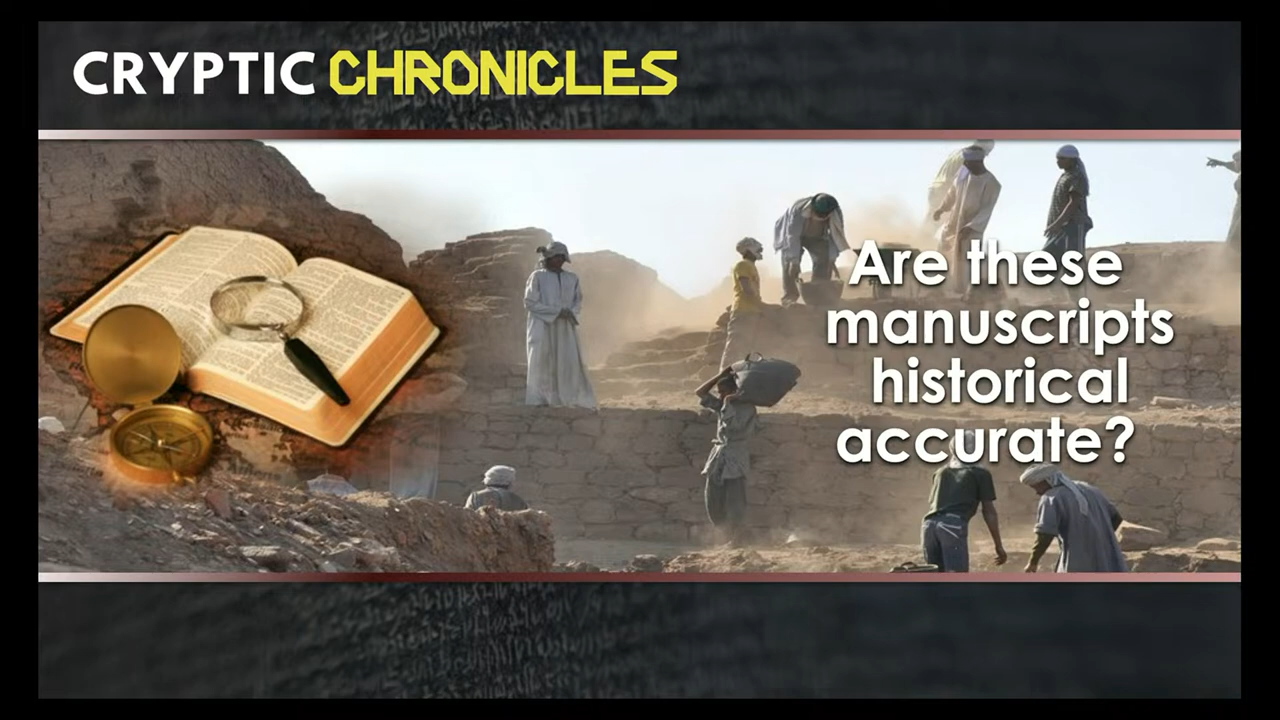 CRYPTIC CHRONICLES
Are these
manuscripts
historical
accurate?